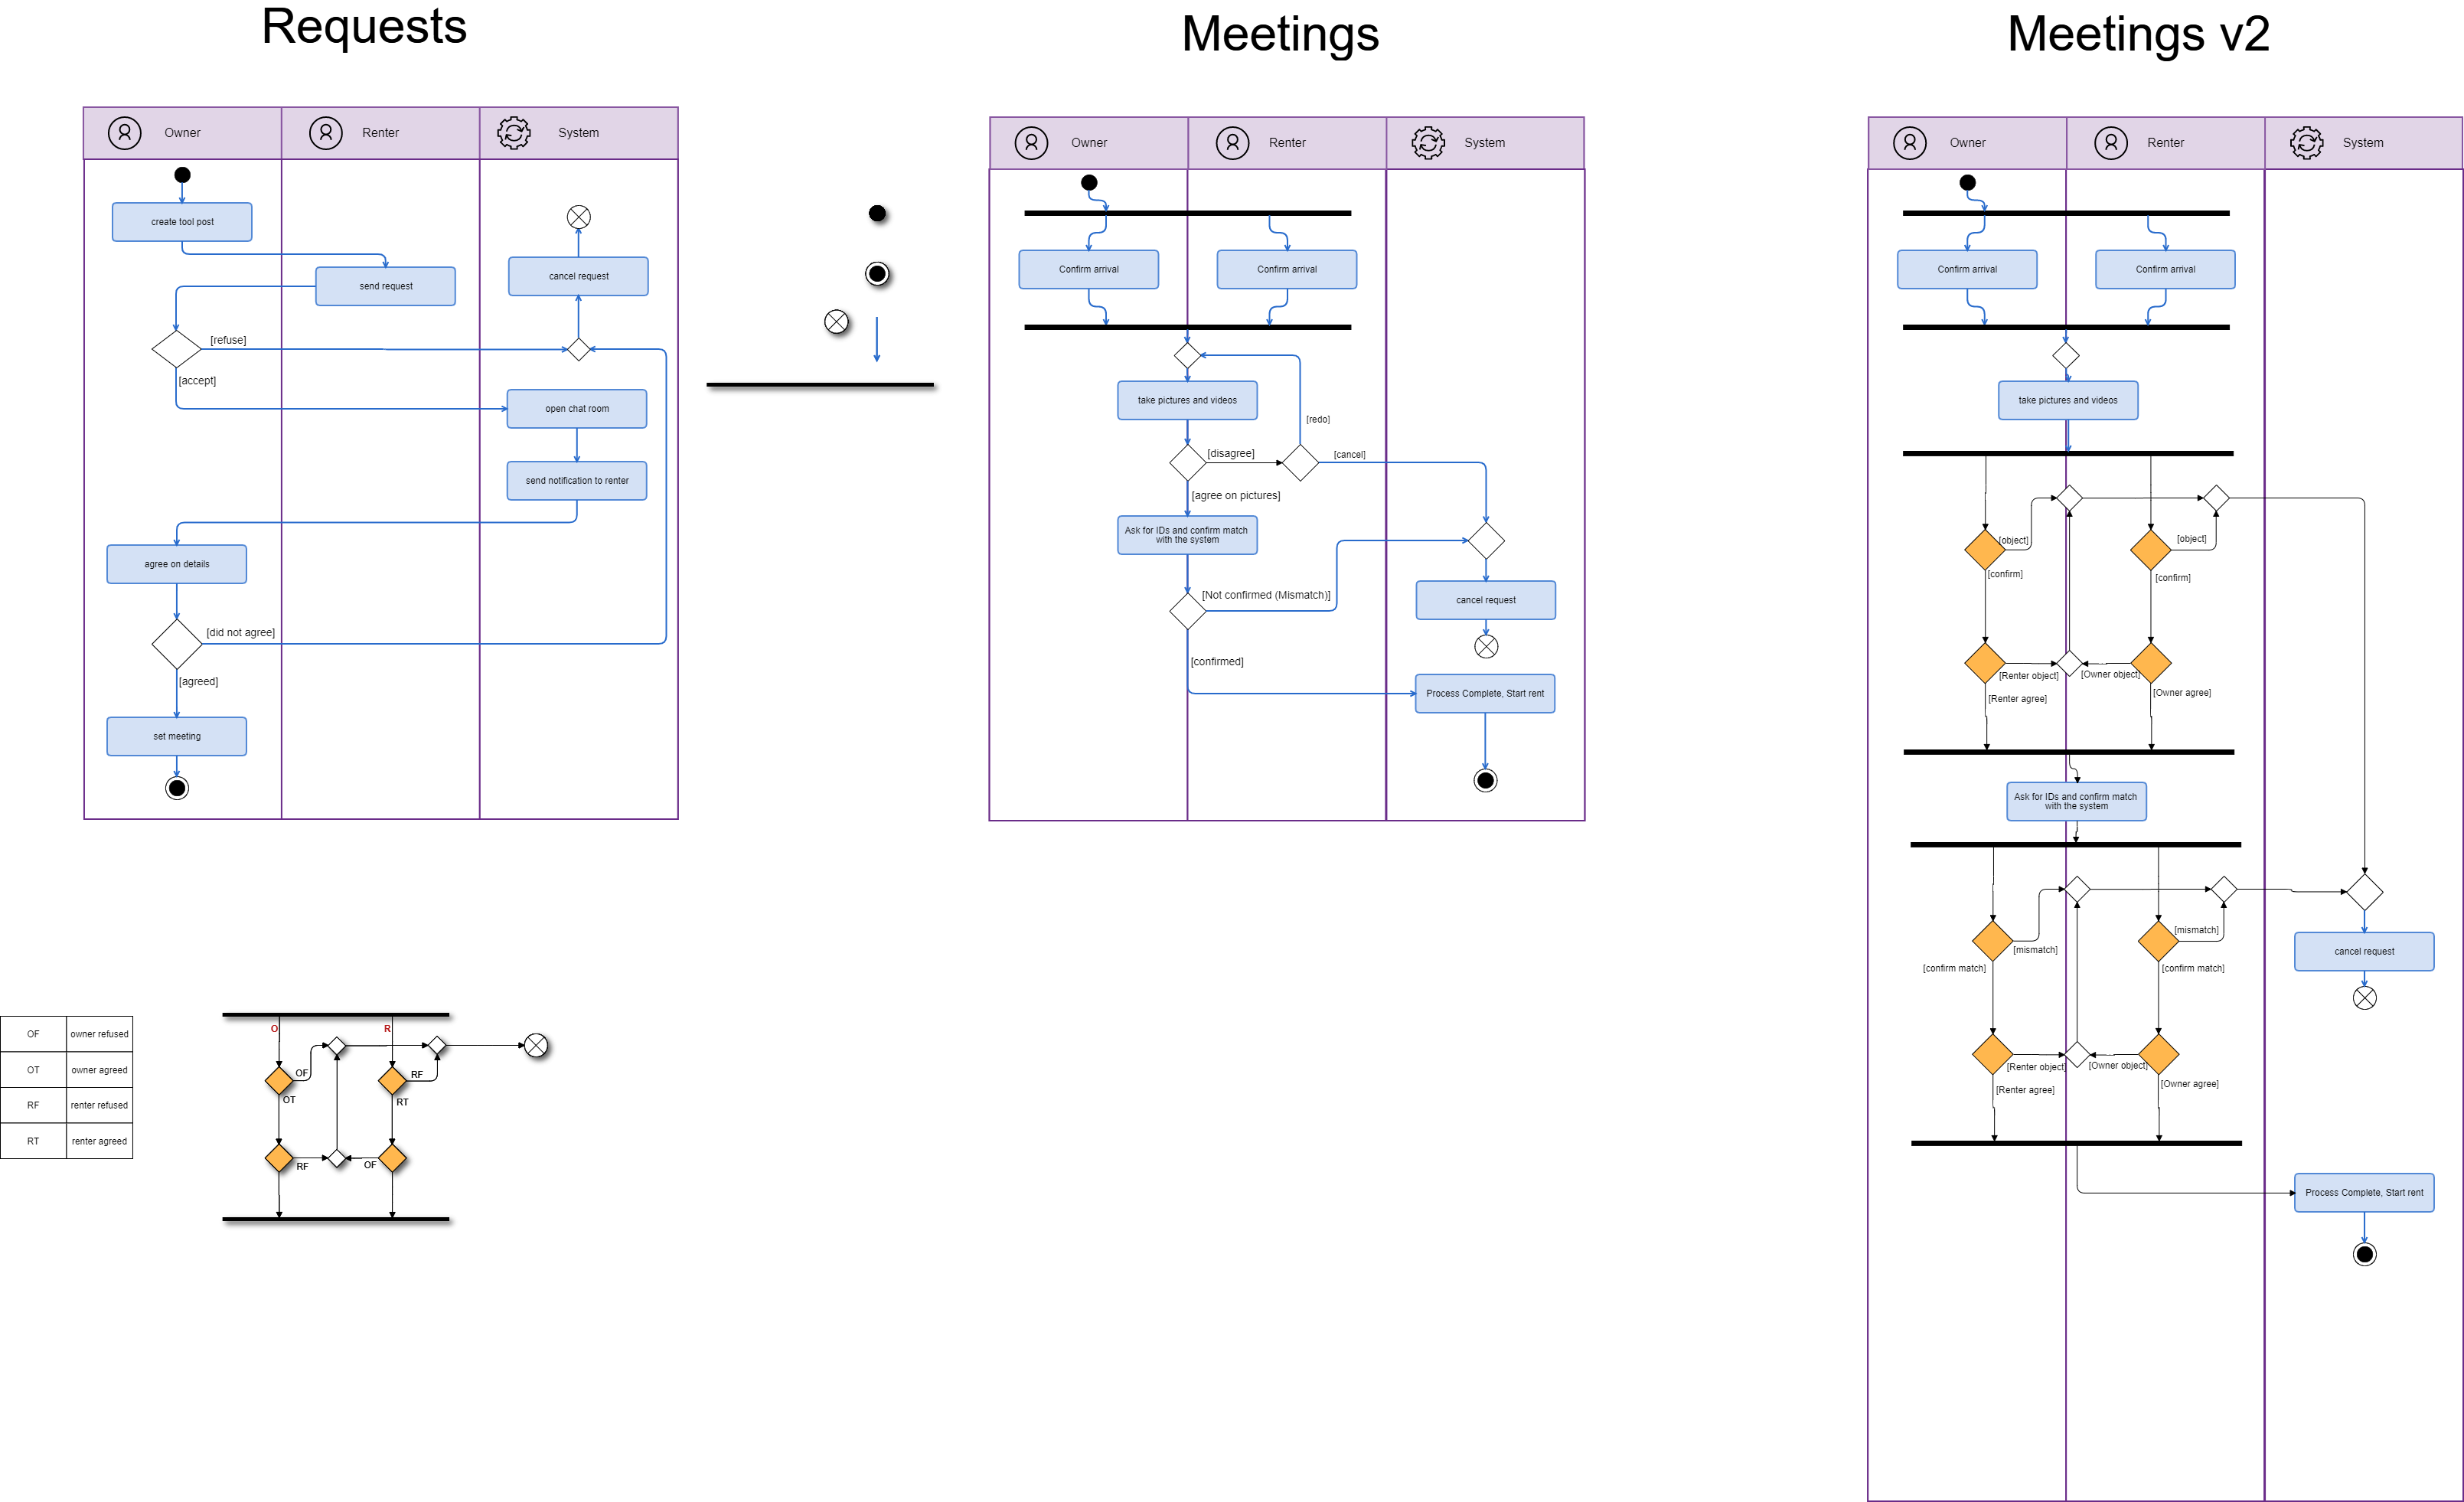 Requests
Owner
Renter
System
create tool post
send request
cancel request
[refuse]
[accept]
open chat room
send notification to renter
agree on details
[did not agree]
[agreed]
set meeting
Meetings
Owner
Renter
System
Confirm arrival
Confirm arrival
take pictures and videos
[redo]
[disagree]
[cancel]
[agree on pictures]
Ask for IDs and confirm match
with the system
[Not confirmed (Mismatch)]
cancel request
[confirmed]
Process Complete, Start rent
Meetings v2
Owner
Renter
System
Confirm arrival
Confirm arrival
take pictures and videos
[object]
[object]
[confirm]
[confirm]
[Renter object]
[Owner object]
[Renter agree]
[Owner agree]
Ask for IDs and confirm match
with the system
[mismatch]
[mismatch]
[confirm match]
[confirm match]
cancel request
[Renter object]
[Owner object]
[Renter agree]
[Owner agree]
Process Complete, Start rent
OF owner refused
OT owner agreed
RF renter refused
RT renter agreed
O
R
OF
RF
OT
RT
RF
OF